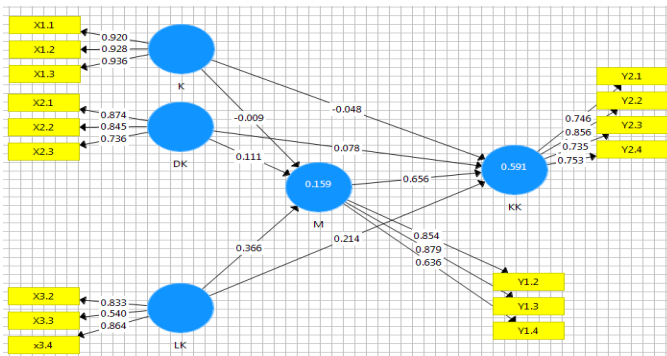 X1.1
X1.2
X1.3
0.920
0.928
0.936
K
X2.1
X2.2
X2.3
0.874
0.845
0.736
DK
-0.009
-0.048
0.111
0.078
0.159
M
0.656
0.591
KK
0.746
0.856
0.735
0.753
Y2.1
Y2.2
Y2.3
Y2.4
0.366
0.214
0.854
0.879
0.636
Y1.2
Y1.3
Y1.4
X3.2
X3.3
x3.4
0.833
0.540
0.864
LK